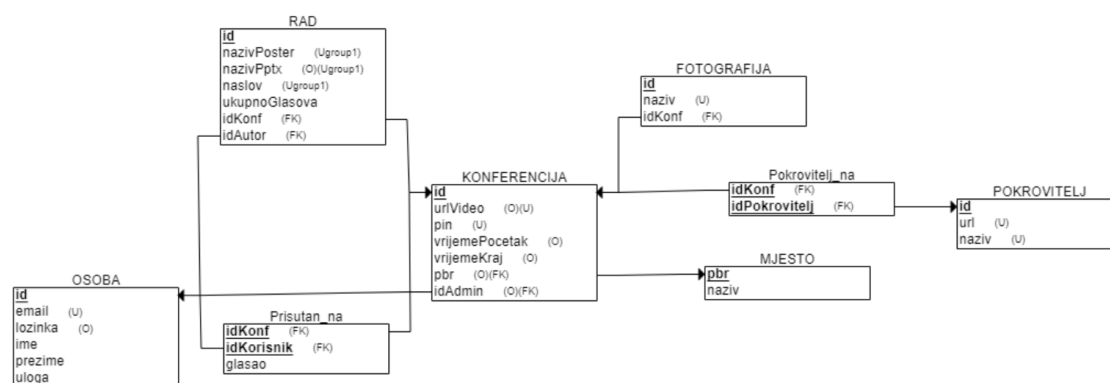 RAD
id
nazivPoster (Ugroup1)
nazivPptx (O)(Ugroup1)
naslov (Ugroup1)
ukupnoGlasova
idKonf (FK)
idAutor (FK)
FOTOGRAFIJA
id
naziv (U)
idKonf (FK)
KONFERENCIJA
id
urlVideo (O)(U)
pin (U)
vrijemePocetak (O)
vrijemeKraj (O)
pbr (O)(FK)
idAdmin (O)(FK)
Pokrovitelj_na
idKonf (FK)
idPokrovitelj (FK)
POKROVITELJ
id
url (U)
naziv (U)
MJESTO
pbr
naziv
OSOBA
id
email (U)
lozinka (O)
ime
prezime
uloga
Prisutan_na
idKonf (FK)
idKorisnik (FK)
glasao